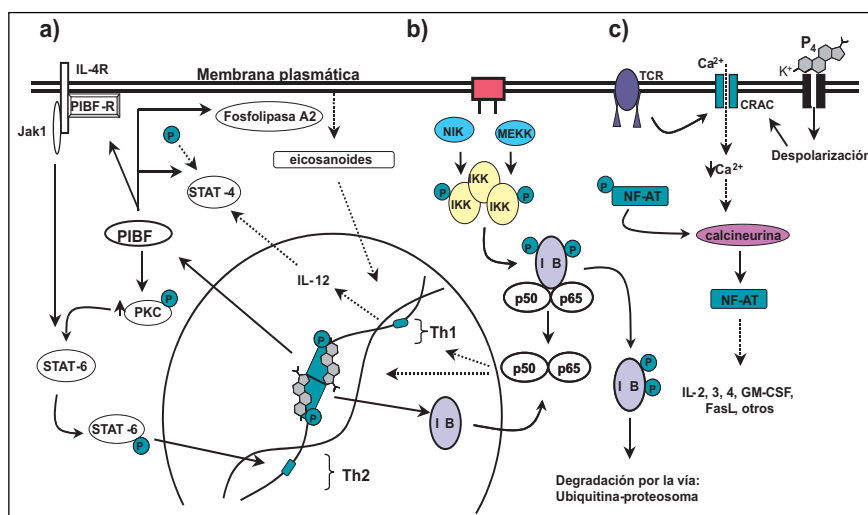 a)
b)
c)
IL-4R
Membrana plasmática
TCR
Ca2+
K+
P4
PIBF-R
Jak1
Fosfolipasa A2
CRAC
P
NIK
MEKK
Despolarización
eicosanoides
STAT-4
IKK
P
IKK
IKK
P
Ca2+
P
NF-AT
PIBF
calcineurina
P
P
I B
IL-12
p50
p65
PKC
P
NF-AT
Th1
P
STAT-6
p50
p65
P
P
I B
IL-2, 3, 4, GM-CSF,
FasL, otros
P
I B
STAT-6
P
Th2
Degradación por la vía:
Ubiquitina-proteosoma